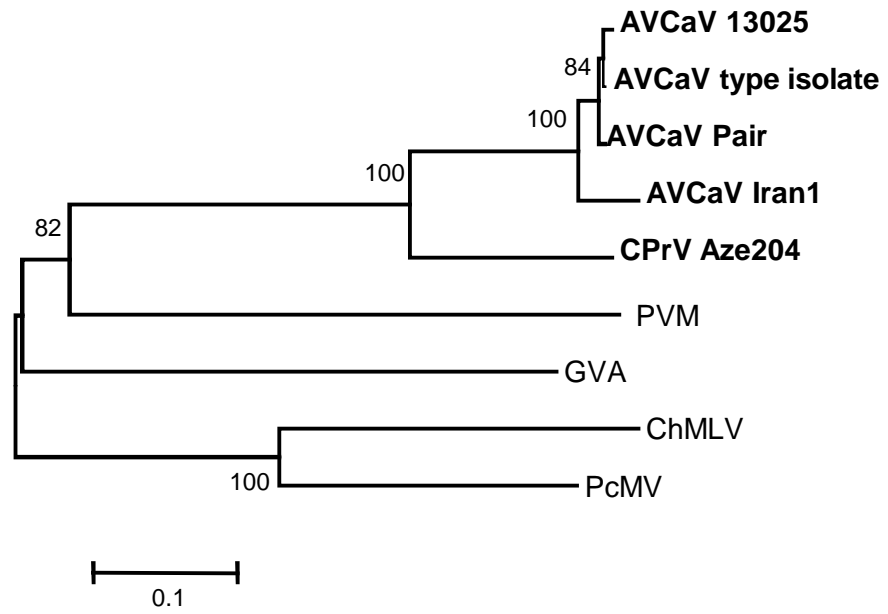 AVCaV 13025
84
AVCaV type isolate
100
AVCaV Pair
100
AVCaV Iran1
82
CPrV Aze204
PVM
GVA
ChMLV
100
PcMV
0.1